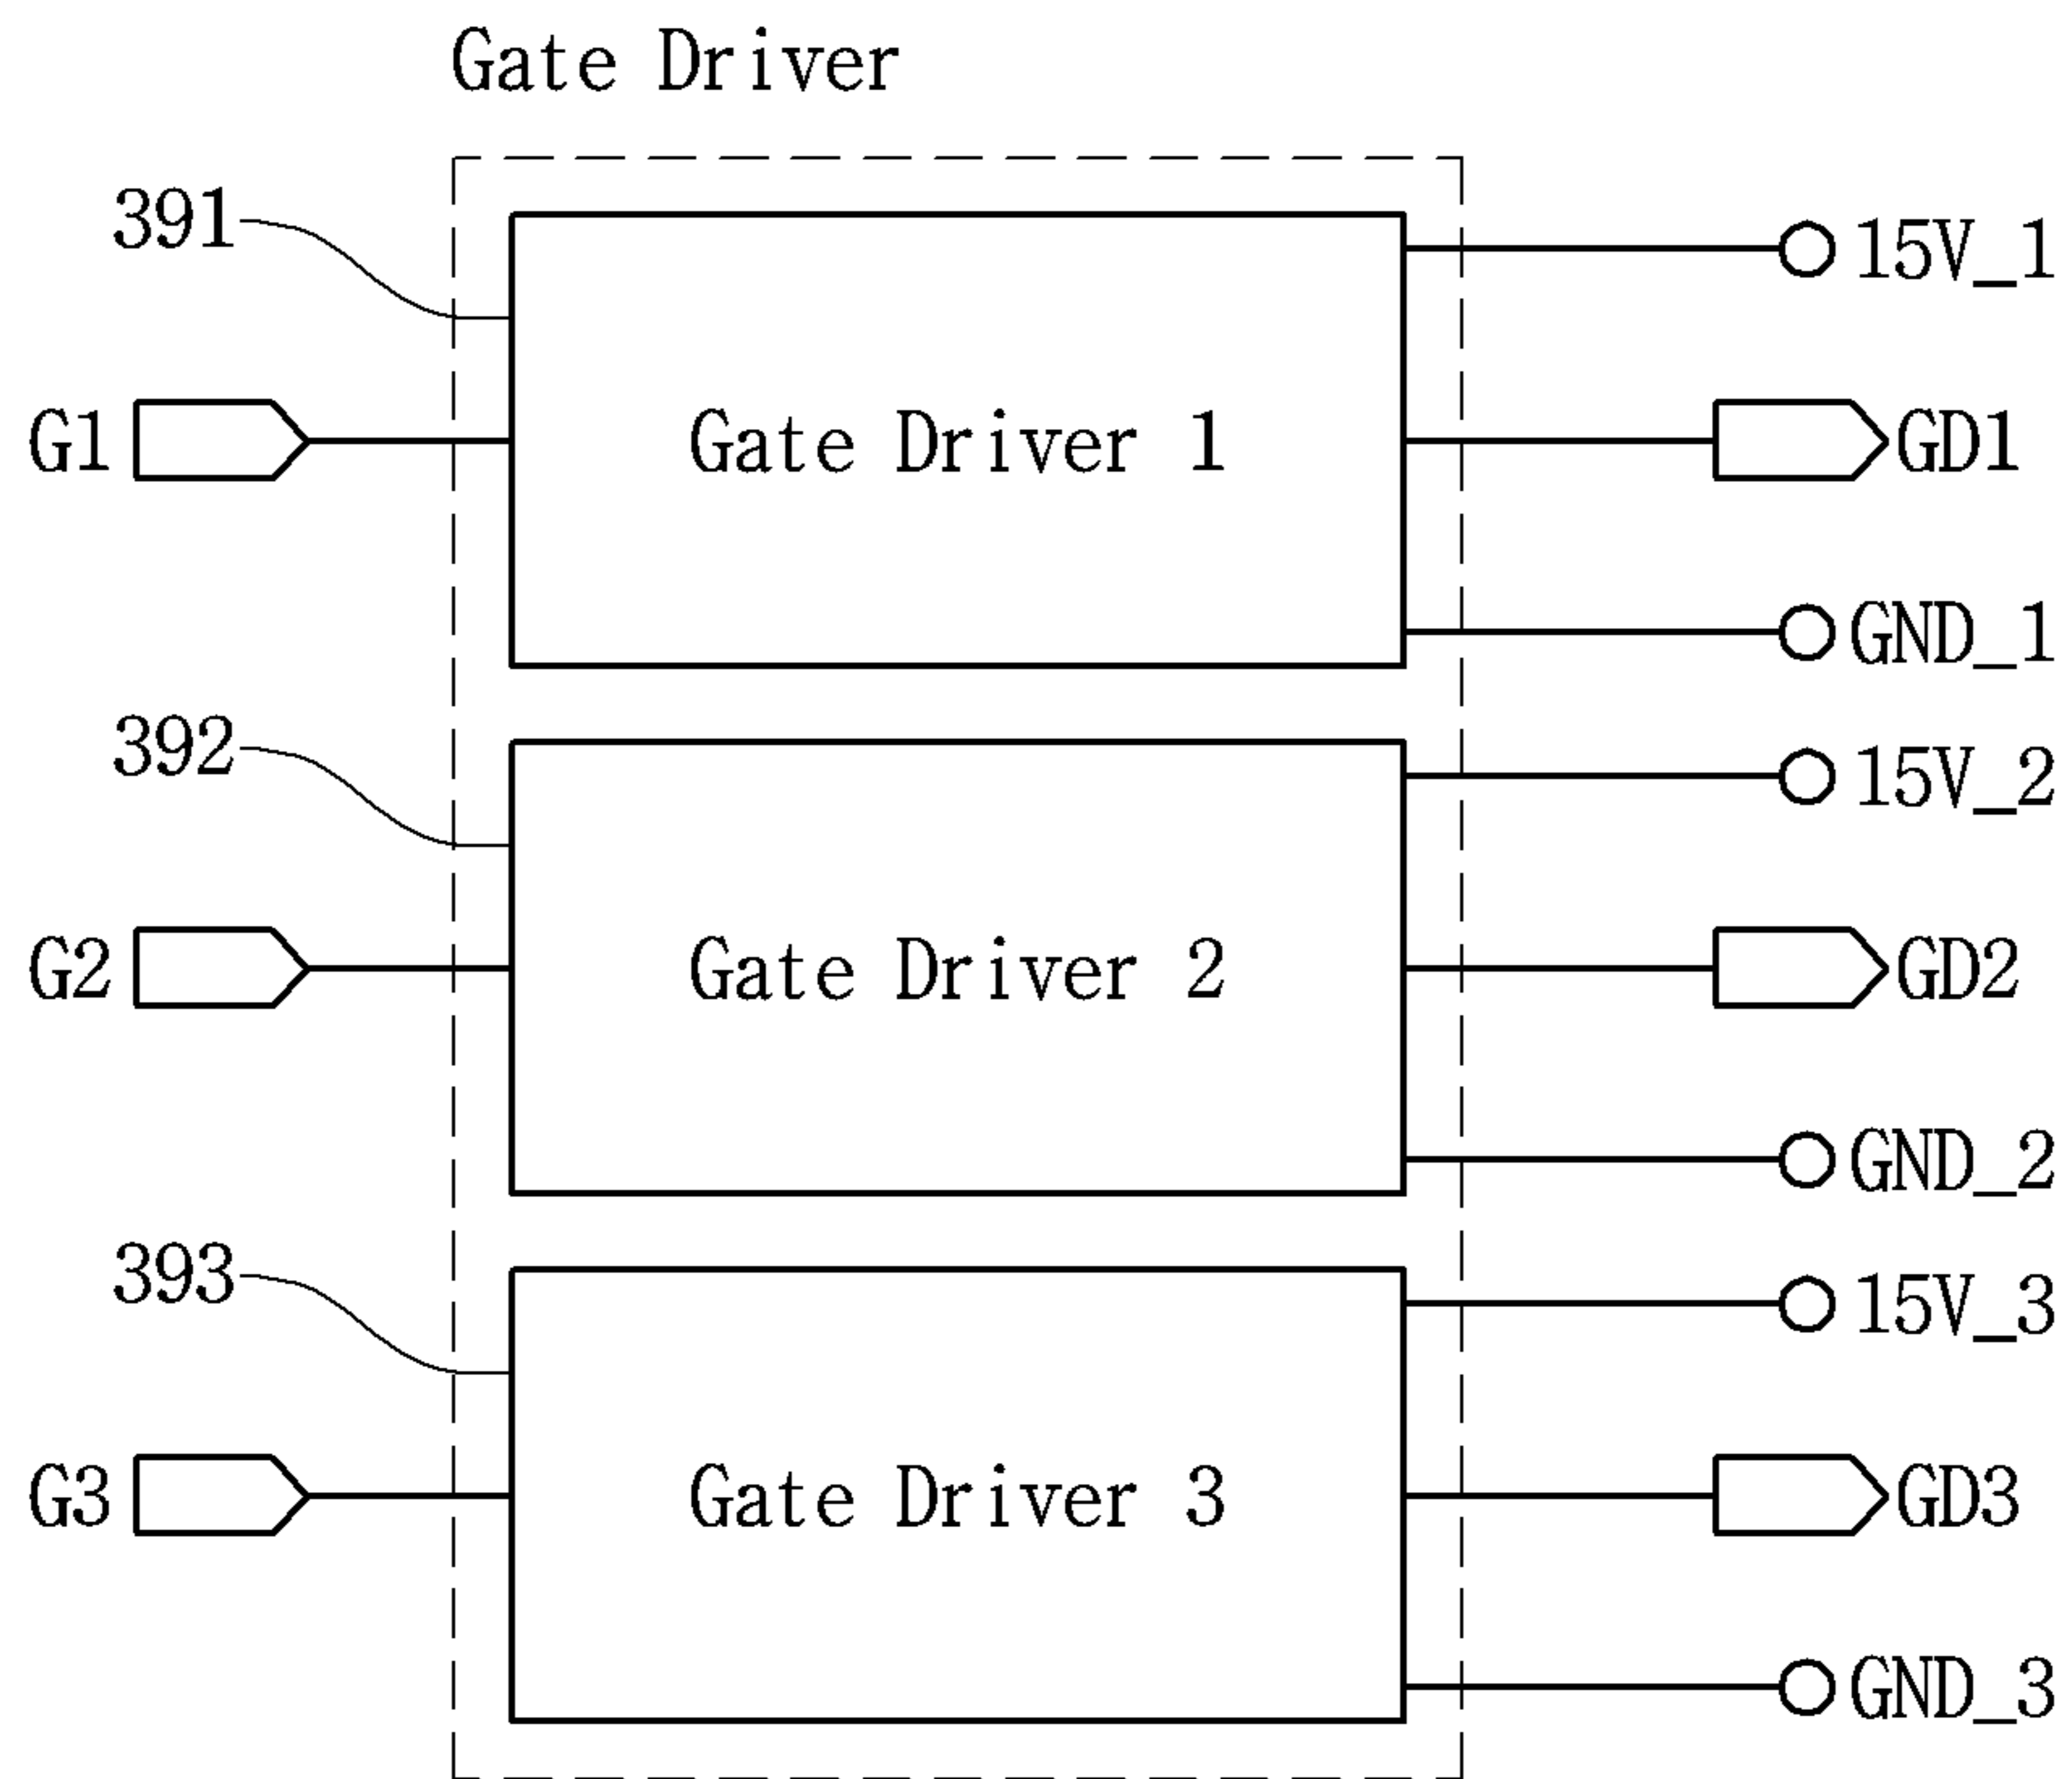 Gate Driver
391
15V_1
G1
Gate Driver 1
GD1
GND_1
392
15V_2
G2
Gate Driver 2
GD2
GND_2
393
15V_3
G3
Gate Driver 3
GD3
GND_3